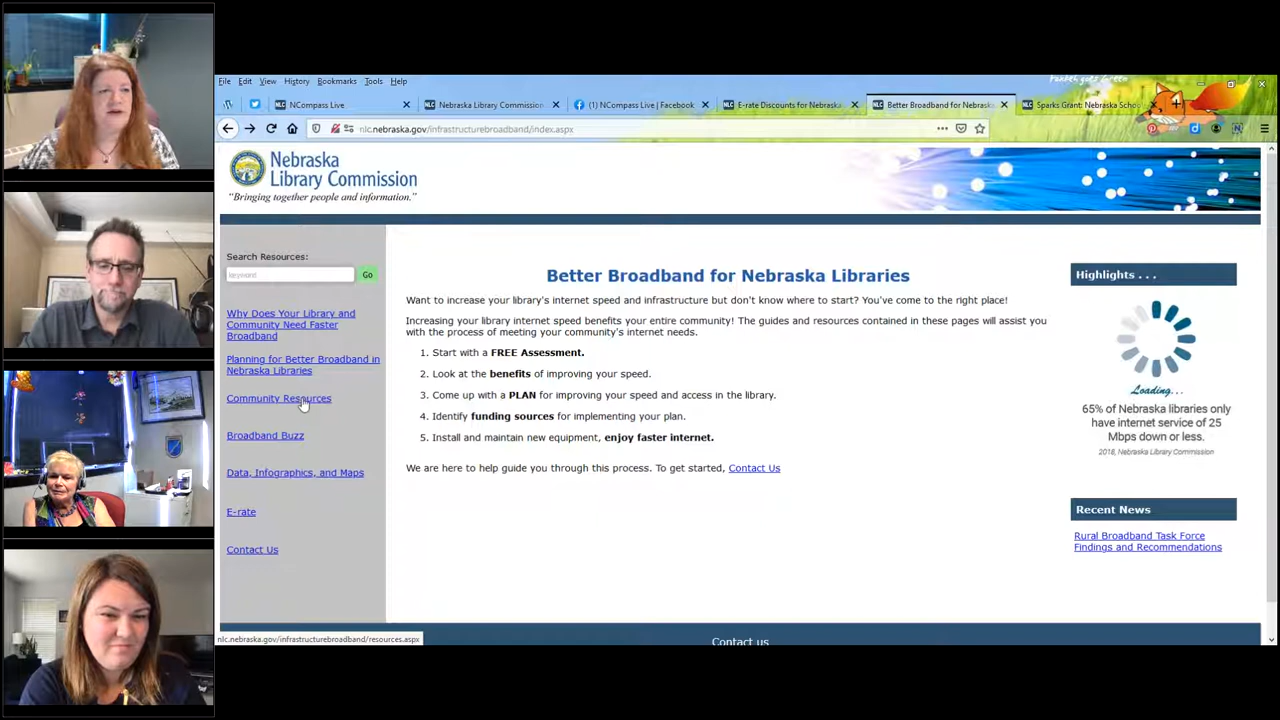 File Edit View History Bookmarks Tools Help
NCompass Live
Nebraska Library Commission
(1) NCompass Live | Facebook
E-rate Discounts for Nebraska
Better Broadband for Nebraska
Sparks Grant: Nebraska Schoo
nlc.nebraska.gov/infrastructurebroadband/index.aspx
Nebraska
Library Commission
"Bringing together people and information."
Search Resources:
keyword
Go
Why Does Your Library and
Community Need Faster
Broadband
Planning for Better Broadband in
Nebraska Libraries
Community Resources
Broadband Buzz
Data, Infographics, and Maps
E-rate
Contact Us
Better Broadband for Nebraska Libraries
Want to increase your library's internet speed and infrastructure but don't know where to start? You've come to the right place!
Increasing your library internet speed benefits your entire community! The guides and resources contained in these pages will assist you
with the process of meeting your community's internet needs.
1. Start with a FREE Assessment.
2. Look at the benefits of improving your speed.
3. Come up with a PLAN for improving your speed and access in the library.
4. Identify funding sources for implementing your plan.
5. Install and maintain new equipment, enjoy faster internet.
We are here to help guide you through this process. To get started, Contact Us
Highlights . . .
Loading...
65% of Nebraska libraries only
have internet service of 25
Mbps down or less.
2018, Nebraska Library Commission
Recent News
Rural Broadband Task Force
Findings and Recommendations
nlc.nebraska.gov/infrastructurebroadband/resources.aspx
Contact us